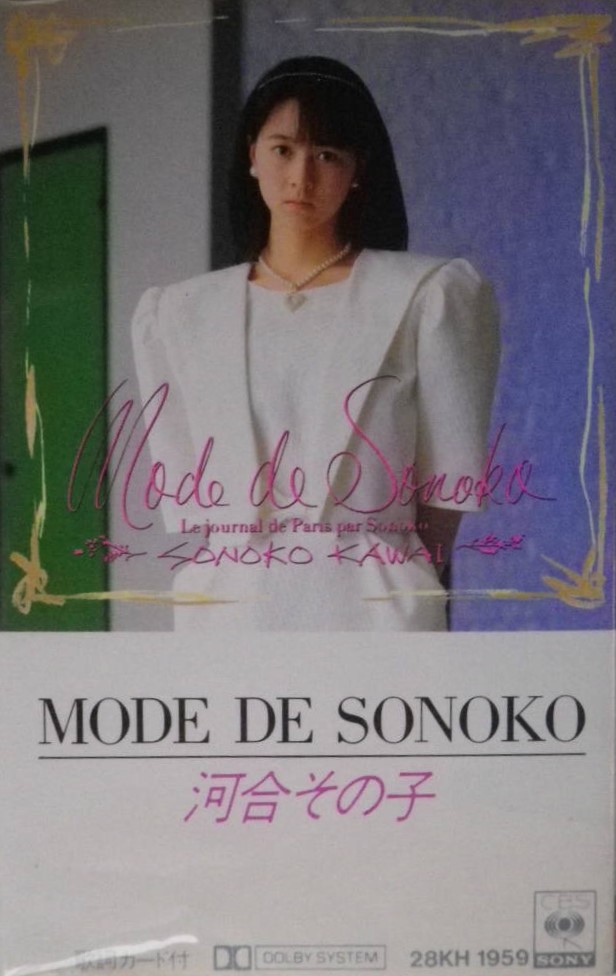 Mode de Sonoko
Le journal de Paris par Sonoko
SONOKO KAWAI
MODE DE SONOKO
河合その子
歌詞カード付
DOLBY SYSTEM
28KH 1959
CBS
SONY